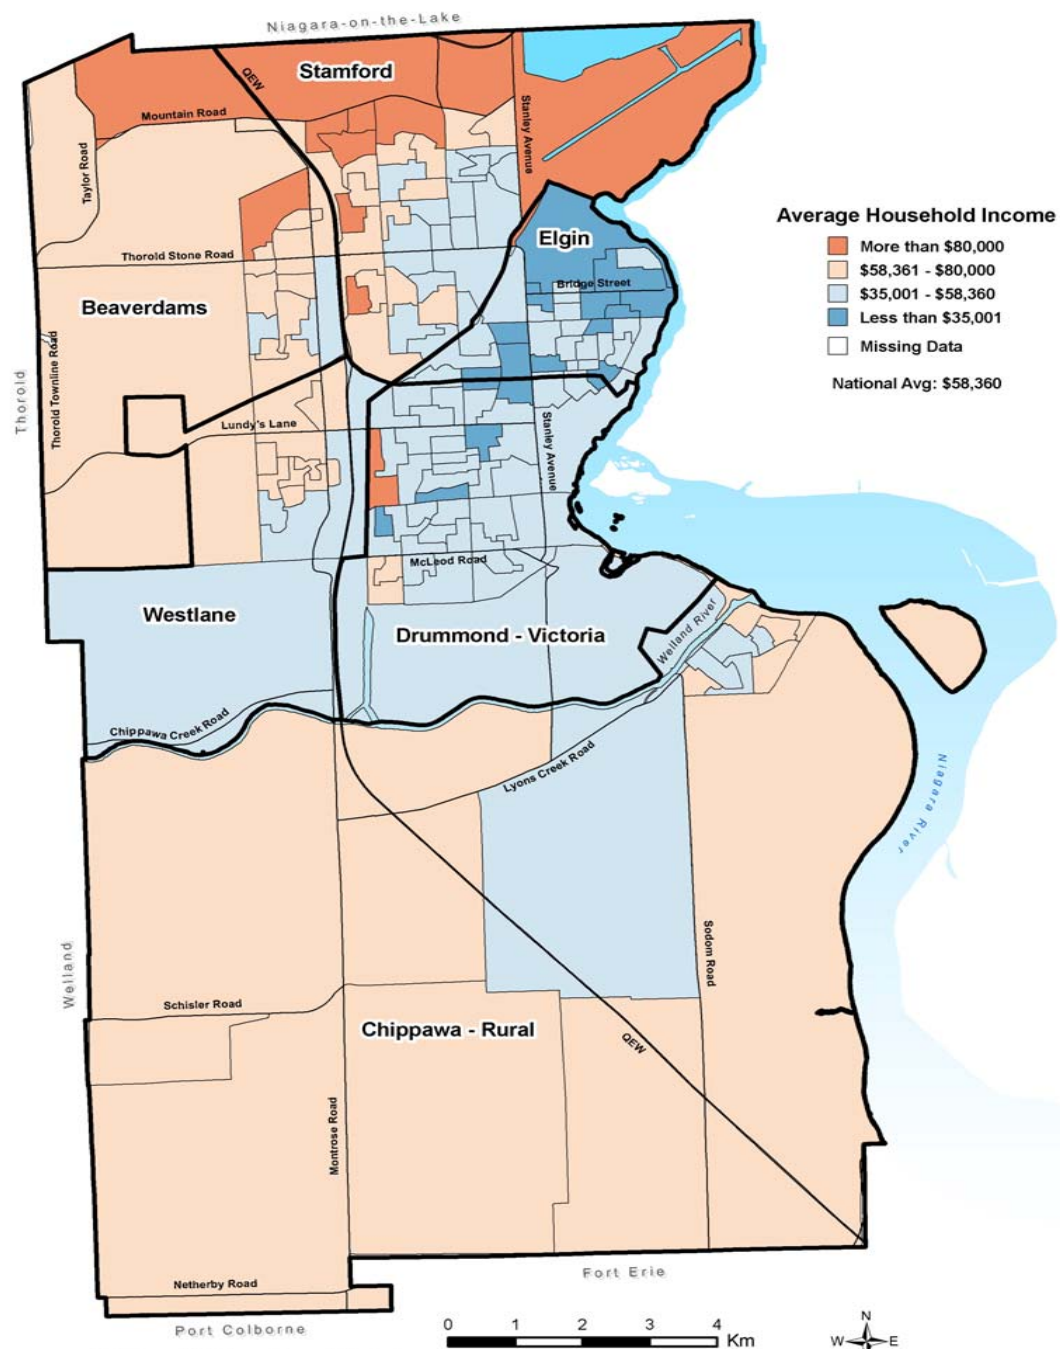 Niagara-on-the-Lake
Stamford
QEW
Mountain Road
Stanley Avenue
Taylor Road
Average Household Income
More than $80,000
$58,361 - $80,000
$35,001 - $58,360
Less than $35,001
Missing Data
National Avg: $58,360
Elgin
Thorold Stone Road
Bridge Street
Beaverdams
Thorold
Thorold Townline Road
Lundy's Lane
Stanley Avenue
McLeod Road
Westlane
Drummond - Victoria
Welland River
Chippawa Creek Road
Lyons Creek Road
Niagara River
Welland
Sodom Road
Schisler Road
Chippawa - Rural
QEW
Montrose Road
Netherby Road
Fort Erie
Port Colborne
0 1 2 3 4
Km
N
W E
S